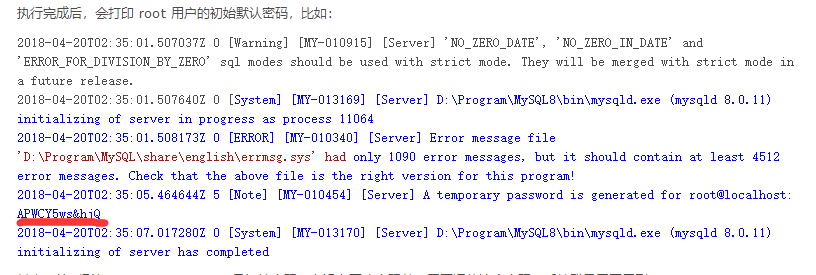 执行完成后，会打印 root 用户的初始默认密码，比如：
2018-04-20T02:35:01.507037Z 0 [Warning] [MY-010915] [Server] 'NO_ZERO_DATE', 'NO_ZERO_IN_DATE' and
'ERROR_FOR_DIVISION_BY_ZERO' sql modes should be used with strict mode. They will be merged with strict mode in
a future release.
2018-04-20T02:35:01.507640Z 0 [System] [MY-013169] [Server] D:\Program\MySQL8\bin\mysqld.exe (mysqld 8.0.11)
initializing of server in progress as process 11064
2018-04-20T02:35:01.508173Z 0 [ERROR] [MY-010340] [Server] Error message file
'D:\Program\MySQL\share\english\errmsg.sys' had only 1090 error messages, but it should contain at least 4512
error messages. Check that the above file is the right version for this program!
2018-04-20T02:35:05.464644Z 5 [Note] [MY-010454] [Server] A temporary password is generated for root@localhost:
APWCY5ws&hjQ
2018-04-20T02:35:07.017280Z 0 [System] [MY-013170] [Server] D:\Program\MySQL8\bin\mysqld.exe (mysqld 8.0.11)
initializing of server has completed